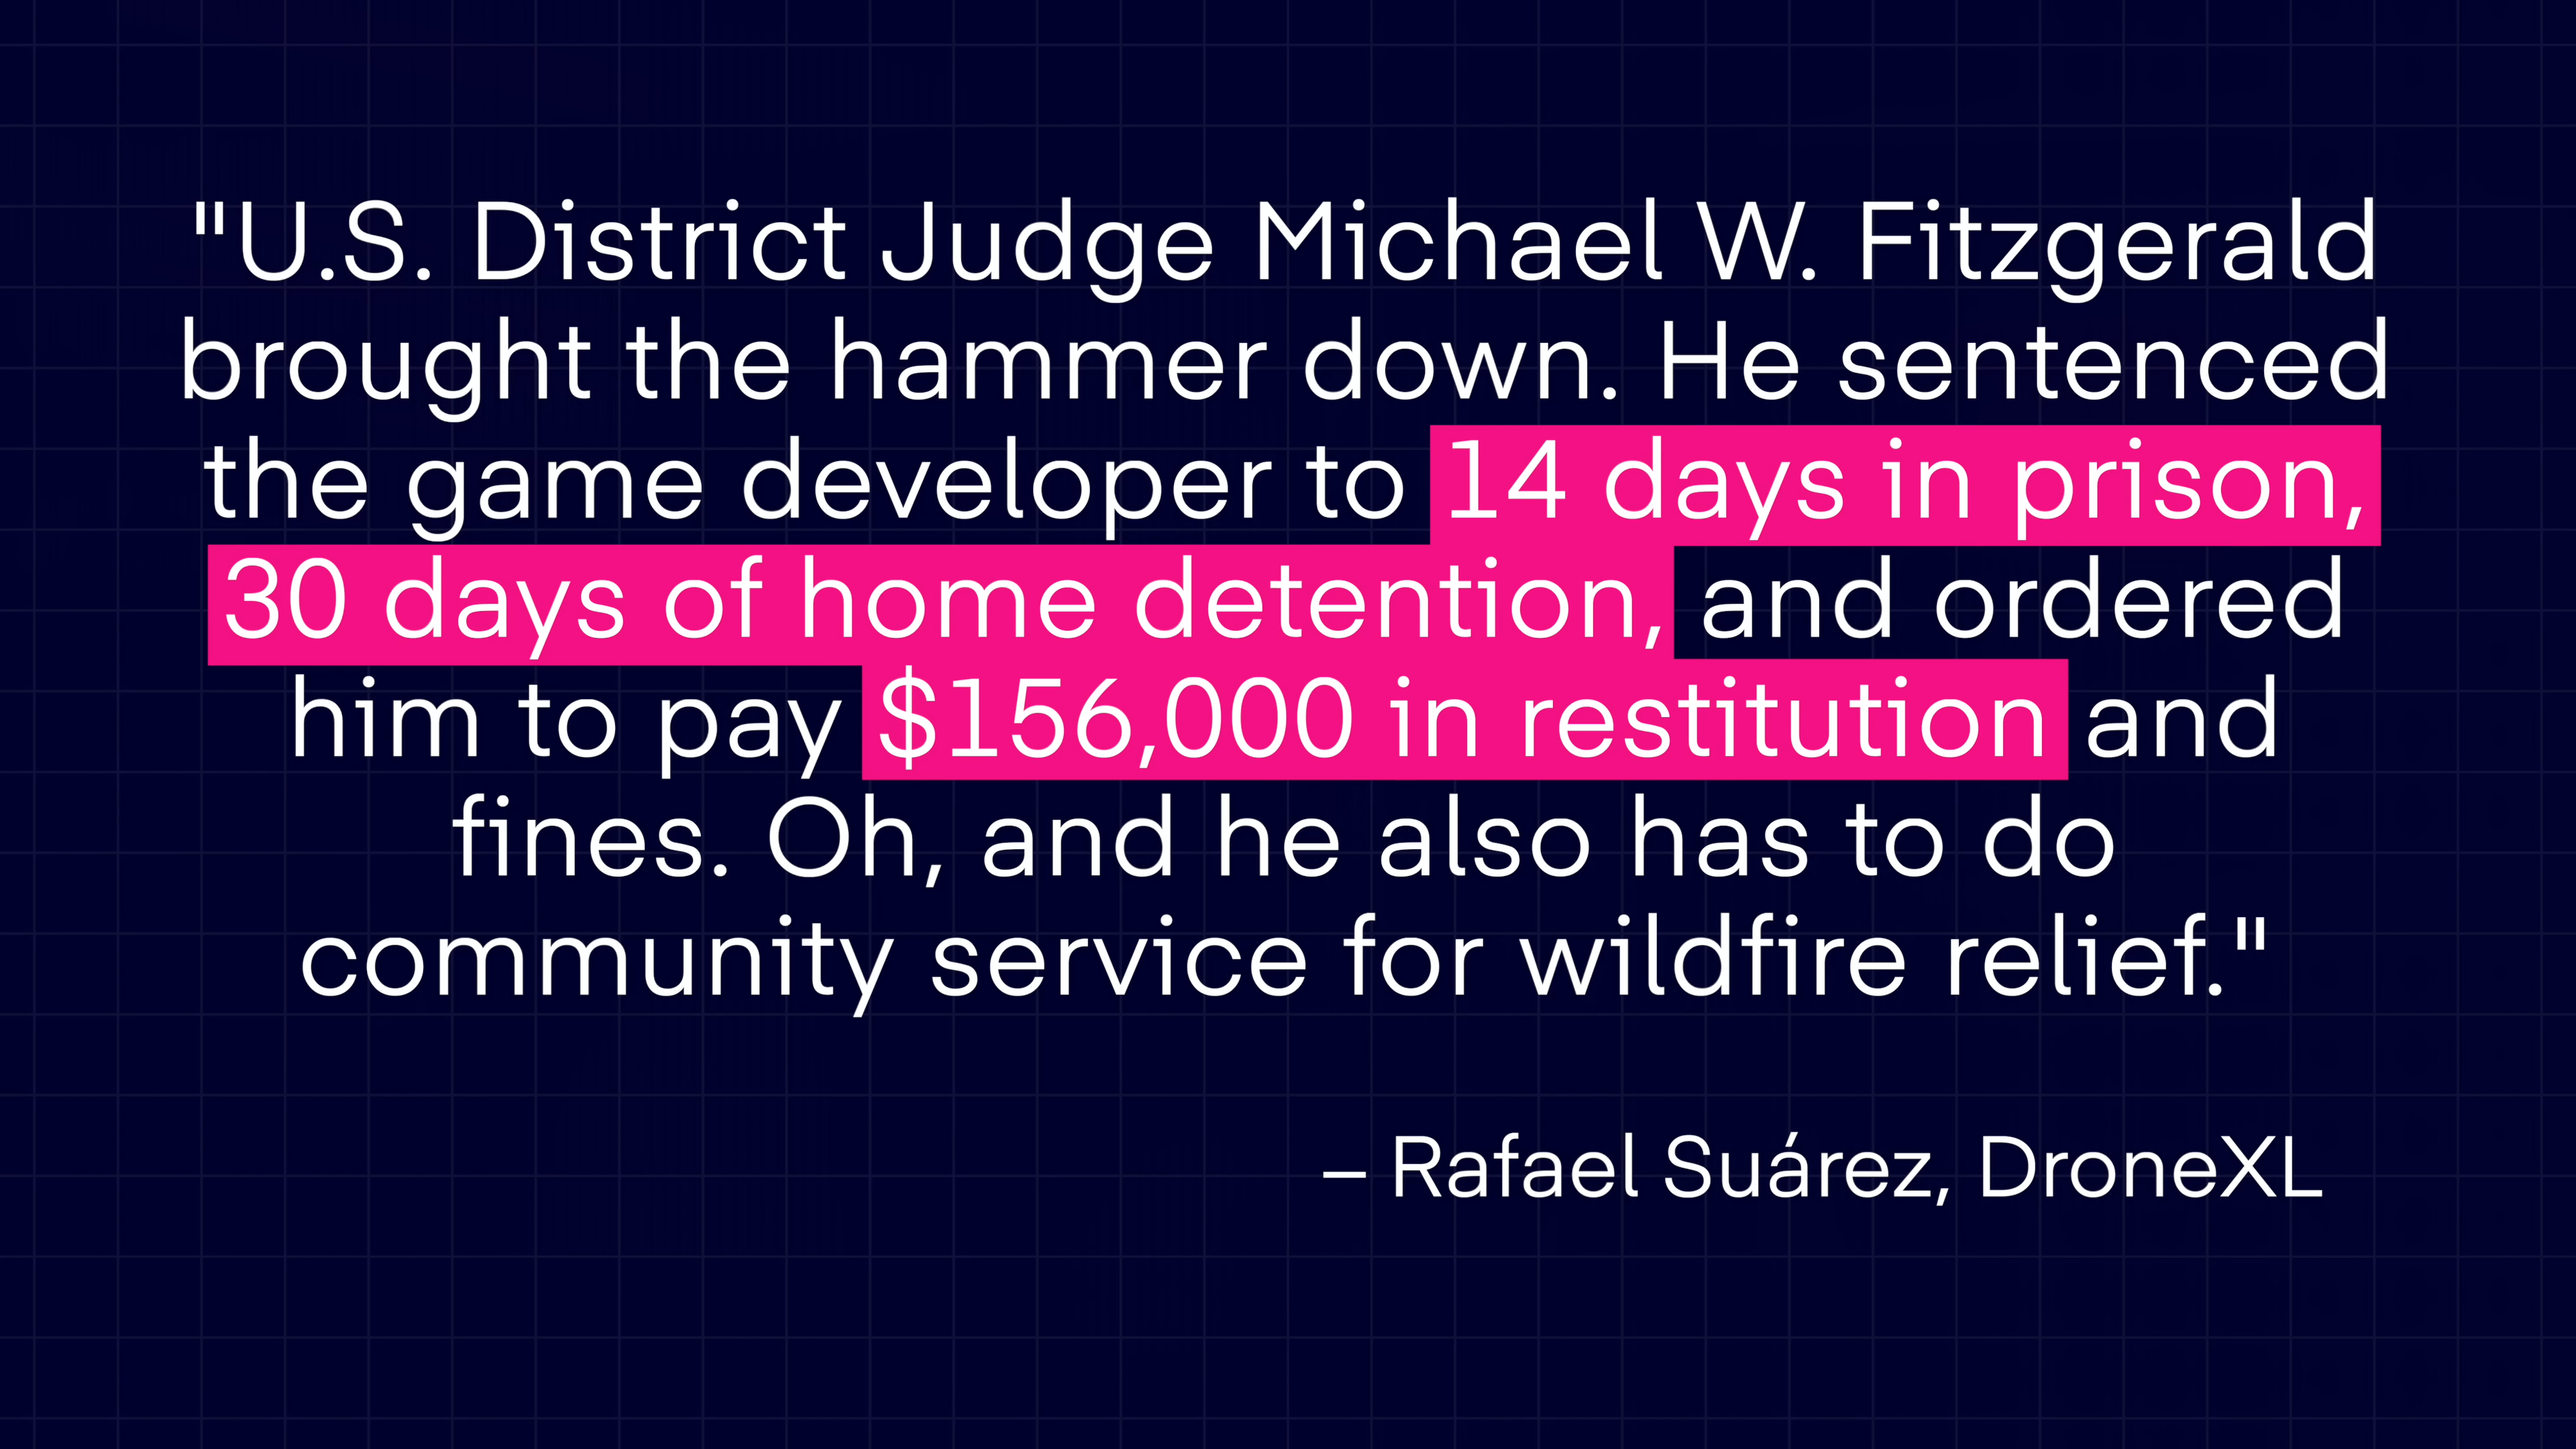 "U.S. District Judge Michael W. Fitzgerald
brought the hammer down. He sentenced
the game developer to 14 days in prison,
30 days of home detention, and ordered
him to pay $156,000 in restitution and
fines. Oh, and he also has to do
community service for wildfire relief."
– Rafael Suárez, DroneXL